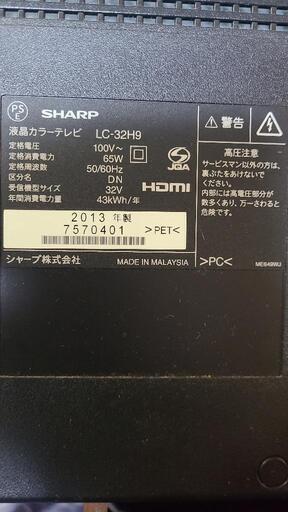 PSE
SHARP
液晶カラーテレビ LC-32H9
定格電圧 100V~
定格消費電力 65W
定格周波数 50/60Hz
区分名 DN
受信機型サイズ 32V
年間消費電力量 43kWh/年
JQA
HDMI
2013 年製
7570401 >PET<
シャープ株式会社 MADE IN MALAYSIA
警告
高圧注意
サービスマン以外の方は、
裏ぶたをあけないでください。
内部には高電圧部分が
数多くあり、万一さわると
危険です。
>PC<
ME849WJ